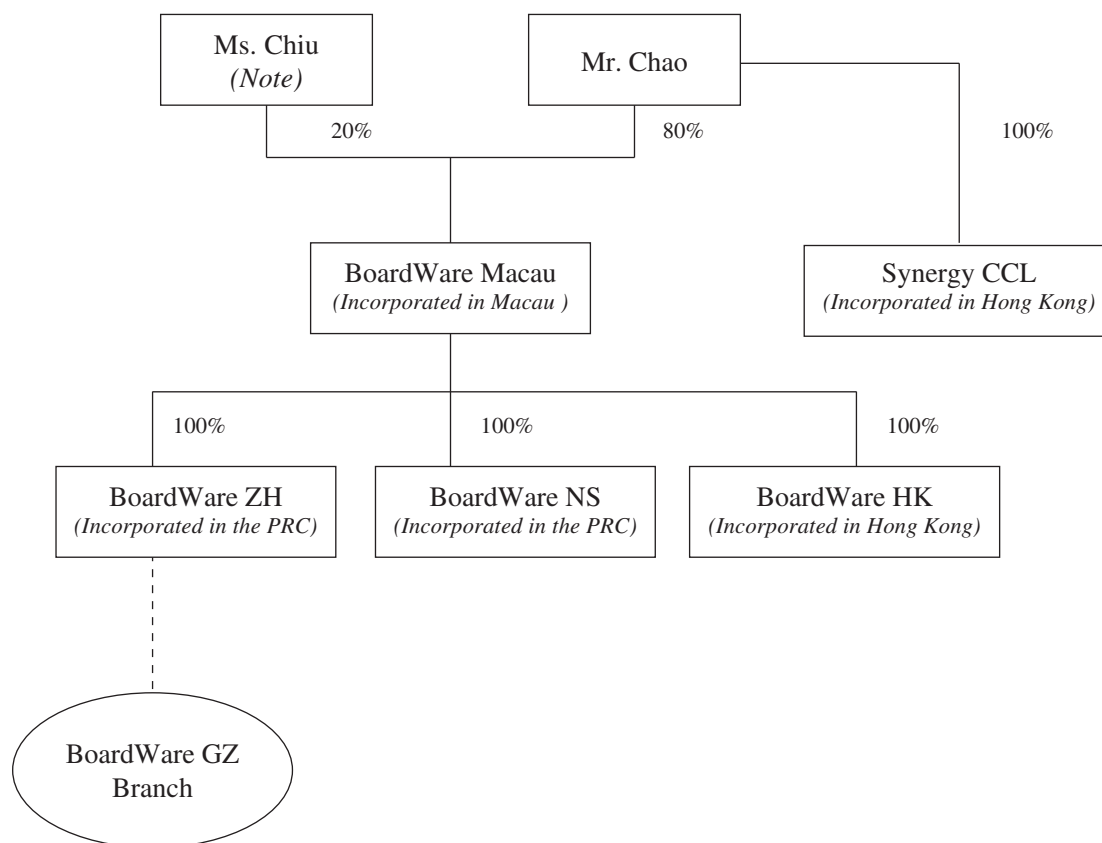 Ms. Chiu
(Note)
Mr. Chao
20%
80%
100%
BoardWare Macau
(Incorporated in Macau )
Synergy CCL
(Incorporated in Hong Kong)
100%
100%
100%
BoardWare ZH
(Incorporated in the PRC)
BoardWare NS
(Incorporated in the PRC)
BoardWare HK
(Incorporated in Hong Kong)
BoardWare GZ
Branch